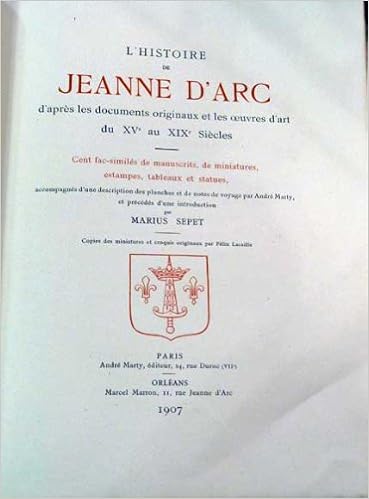 L'HISTOIRE
DE
JEANNE D'ARC
d'après les documents originaux et les œuvres d'art
du XVe au XIXe Siècles
Cent fac-similés de manuscrits, de miniatures,
estampes, tableaux et statues,
accompagnés d'une description des planches et de notes de voyage par André Marty,
et précédés d'une introduction
par
MARIUS SEPET
Copies des miniatures et croquis originaux par Félix Lacaille
PARIS
André Marty, éditeur, 24, rue Duroc (VIIe)
ORLÉANS
Marcel Marron, 11, rue Jeanne d'Arc
1907